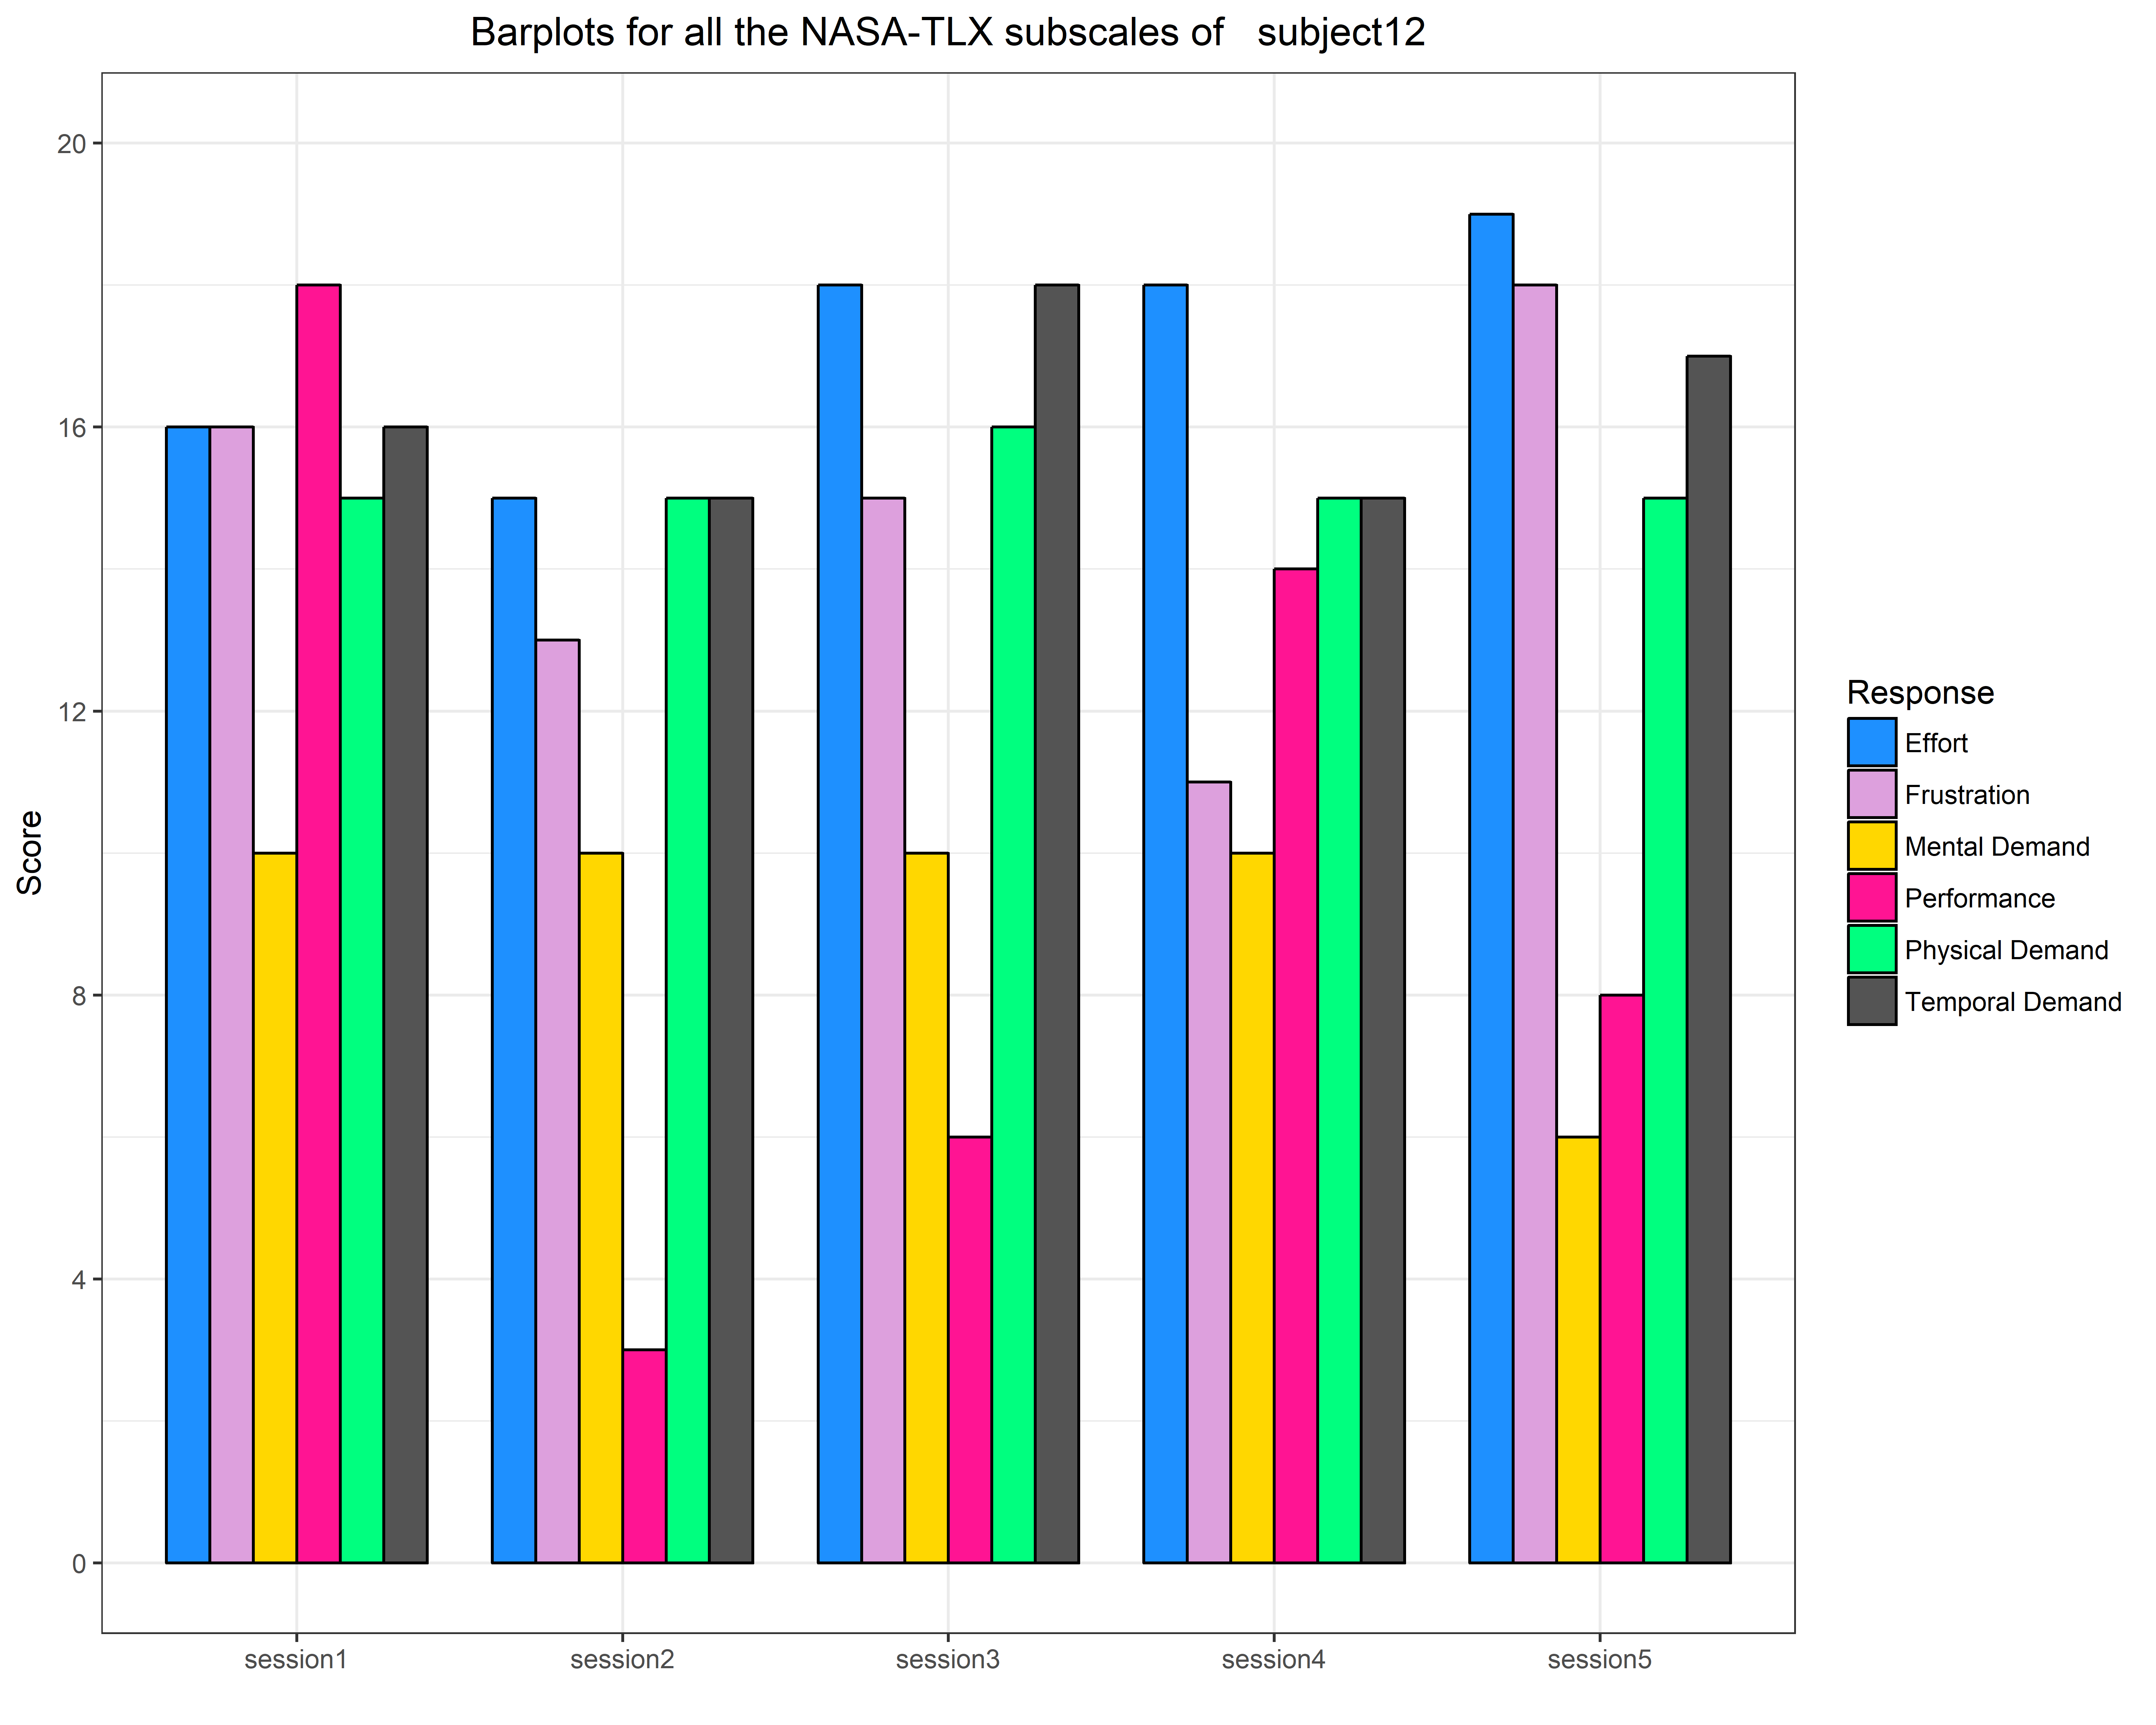 Barplots for all the NASA-TLX subscales of   subject12
20
16
12
8
4
0
Score
session1
session2
session3
session4
session5
Response
Effort
Frustration
Mental Demand
Performance
Physical Demand
Temporal Demand